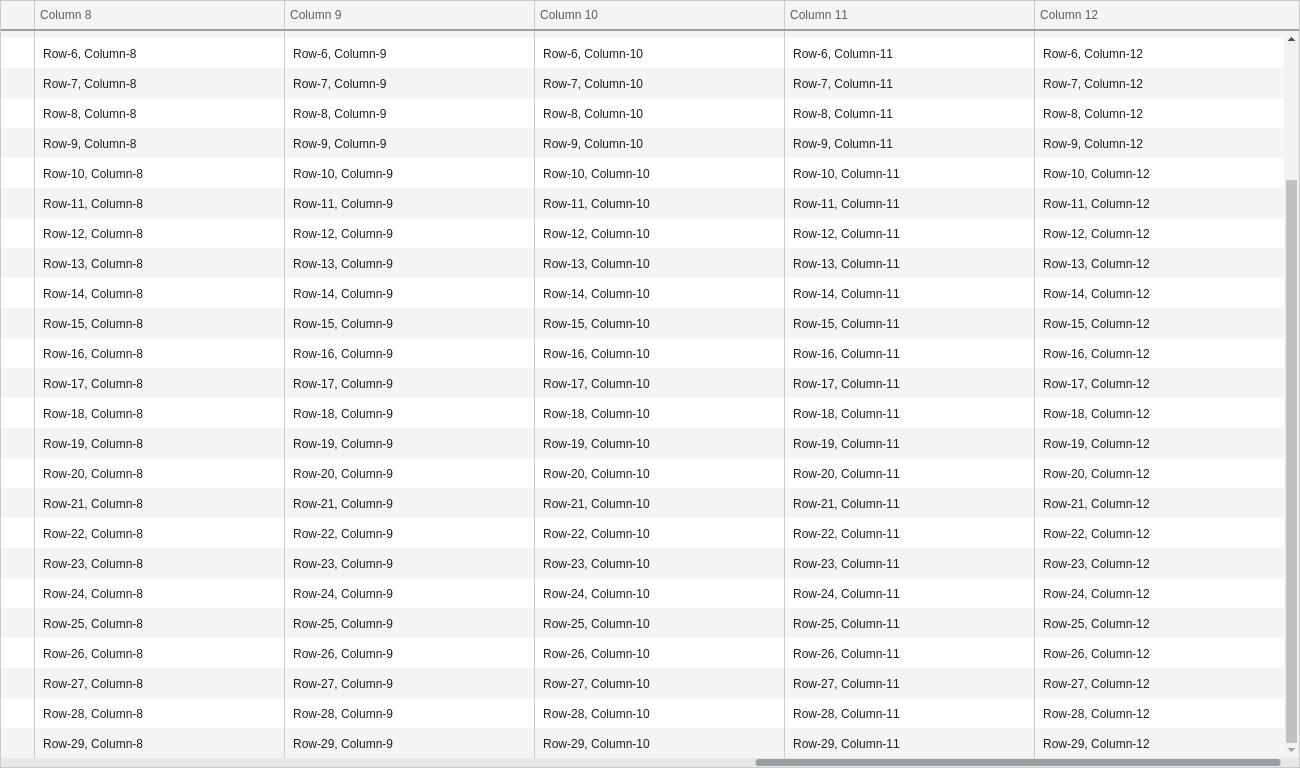 Column 8 Column 9 Column 10 Column 11 Column 12
Row-6, Column-8 Row-6, Column-9 Row-6, Column-10 Row-6, Column-11 Row-6, Column-12
Row-7, Column-8 Row-7, Column-9 Row-7, Column-10 Row-7, Column-11 Row-7, Column-12
Row-8, Column-8 Row-8, Column-9 Row-8, Column-10 Row-8, Column-11 Row-8, Column-12
Row-9, Column-8 Row-9, Column-9 Row-9, Column-10 Row-9, Column-11 Row-9, Column-12
Row-10, Column-8 Row-10, Column-9 Row-10, Column-10 Row-10, Column-11 Row-10, Column-12
Row-11, Column-8 Row-11, Column-9 Row-11, Column-10 Row-11, Column-11 Row-11, Column-12
Row-12, Column-8 Row-12, Column-9 Row-12, Column-10 Row-12, Column-11 Row-12, Column-12
Row-13, Column-8 Row-13, Column-9 Row-13, Column-10 Row-13, Column-11 Row-13, Column-12
Row-14, Column-8 Row-14, Column-9 Row-14, Column-10 Row-14, Column-11 Row-14, Column-12
Row-15, Column-8 Row-15, Column-9 Row-15, Column-10 Row-15, Column-11 Row-15, Column-12
Row-16, Column-8 Row-16, Column-9 Row-16, Column-10 Row-16, Column-11 Row-16, Column-12
Row-17, Column-8 Row-17, Column-9 Row-17, Column-10 Row-17, Column-11 Row-17, Column-12
Row-18, Column-8 Row-18, Column-9 Row-18, Column-10 Row-18, Column-11 Row-18, Column-12
Row-19, Column-8 Row-19, Column-9 Row-19, Column-10 Row-19, Column-11 Row-19, Column-12
Row-20, Column-8 Row-20, Column-9 Row-20, Column-10 Row-20, Column-11 Row-20, Column-12
Row-21, Column-8 Row-21, Column-9 Row-21, Column-10 Row-21, Column-11 Row-21, Column-12
Row-22, Column-8 Row-22, Column-9 Row-22, Column-10 Row-22, Column-11 Row-22, Column-12
Row-23, Column-8 Row-23, Column-9 Row-23, Column-10 Row-23, Column-11 Row-23, Column-12
Row-24, Column-8 Row-24, Column-9 Row-24, Column-10 Row-24, Column-11 Row-24, Column-12
Row-25, Column-8 Row-25, Column-9 Row-25, Column-10 Row-25, Column-11 Row-25, Column-12
Row-26, Column-8 Row-26, Column-9 Row-26, Column-10 Row-26, Column-11 Row-26, Column-12
Row-27, Column-8 Row-27, Column-9 Row-27, Column-10 Row-27, Column-11 Row-27, Column-12
Row-28, Column-8 Row-28, Column-9 Row-28, Column-10 Row-28, Column-11 Row-28, Column-12
Row-29, Column-8 Row-29, Column-9 Row-29, Column-10 Row-29, Column-11 Row-29, Column-12